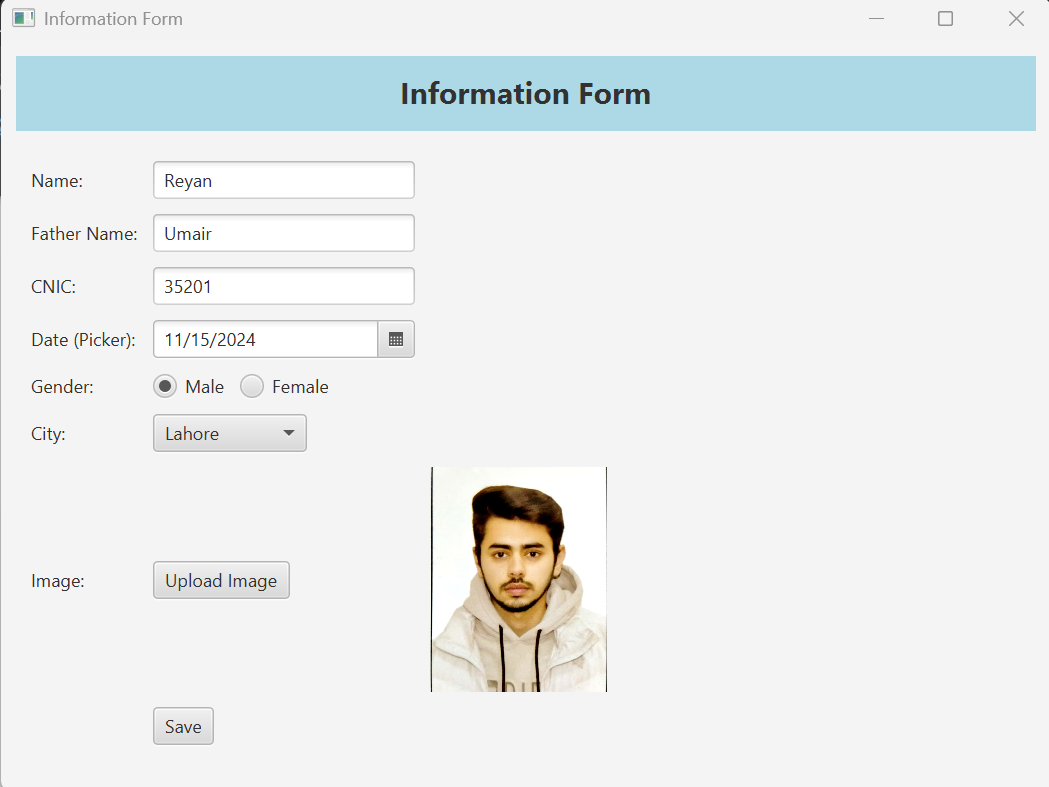 Information Form
Information Form
Name: Reyan
Father Name: Umair
CNIC: 35201
Date (Picker): 11/15/2024
Gender: Male Female
City: Lahore
Image: Upload Image
Save